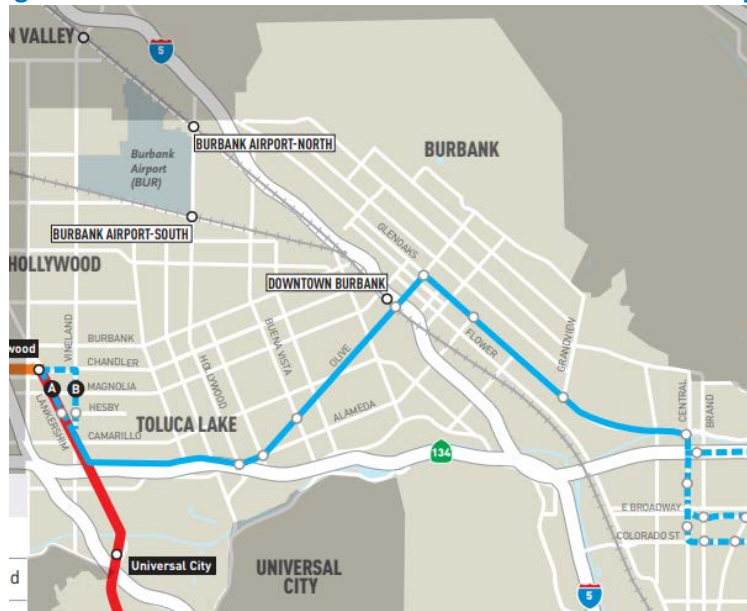 N VALLEY
5
BURBANK AIRPORT-NORTH
BURBANK
Burbank
Airport
(BUR)
BURBANK AIRPORT-SOUTH
GLENOAKS
HOLLYWOOD
DOWNTOWN BURBANK
VINELAND
BURBANK
wood
CHANDLER
BUENA VISTA
OLIVE
FLOWER
GRANDVIEW
A
B
MAGNOLIA
HOLLYWOOD
HESBY
LANKERSHIM
TOLUCA LAKE
ALAMEDA
CENTRAL
BRAND
CAMARILLO
134
E BROADWAY
COLORADO ST
Universal City
UNIVERSAL
CITY
d
5